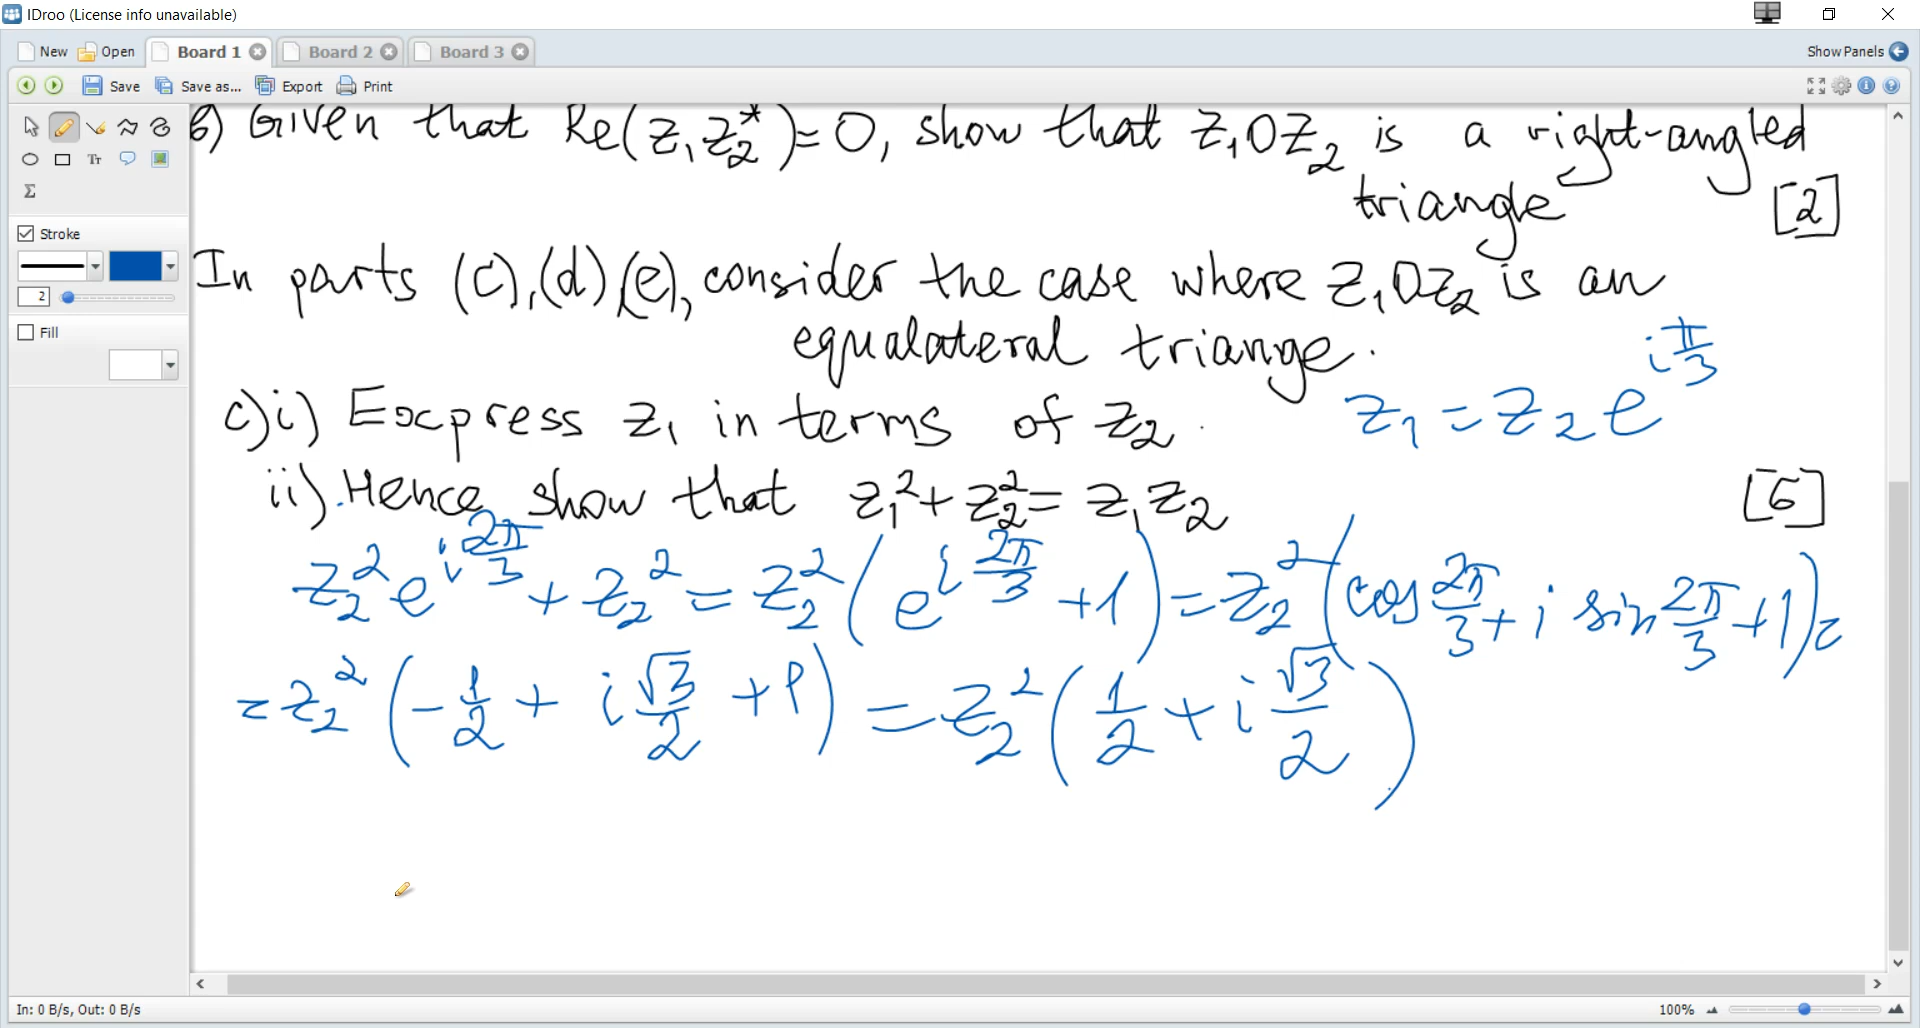 IDroo (License info unavailable)
New Open Board 1 Board 2 Board 3 Show Panels
Save Save as... Export Print
b) Given that Re(z₁z₂*)=0, show that Z₁OZ₂ is a right-angled
triangle [2]
In parts (c),(d),(e), consider the case where Z₁OZ₂ is an
equalateral triange.
c)i) Express z₁ in terms of z₂. z₁ = z₂ e^(iπ/3)
ii) Hence show that z₁²+z₂²= z₁z₂ [6]
z₂² e^(i2π/3) + z₂² = z₂² (e^(i2π/3) +1) = z₂² (cos 2π/3 + i sin 2π/3 +1) =
= z₂² (-1/2 + i √3/2 +1) = z₂² (1/2 + i √3/2)
Tr
Σ
Stroke
2
Fill
In: 0 B/s, Out: 0 B/s 100%